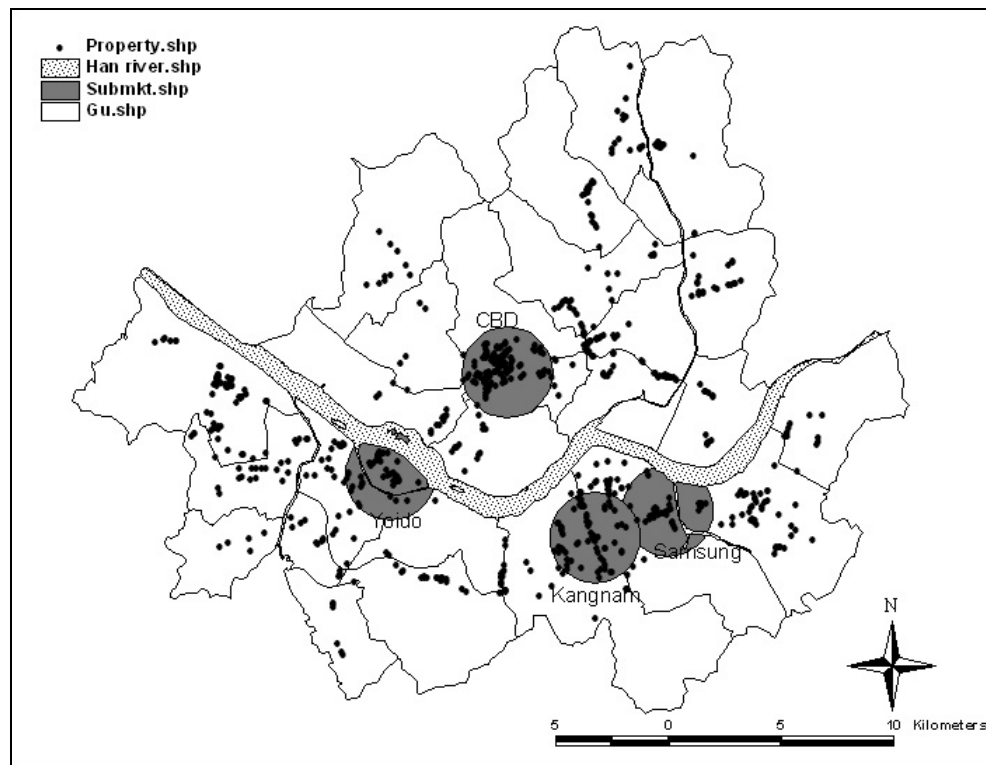 Property.shp
Han river.shp
Submkt.shp
Gu.shp
CBD
Yoido
Samsung
Kangnam
N
5 0 5 10 Kilometers